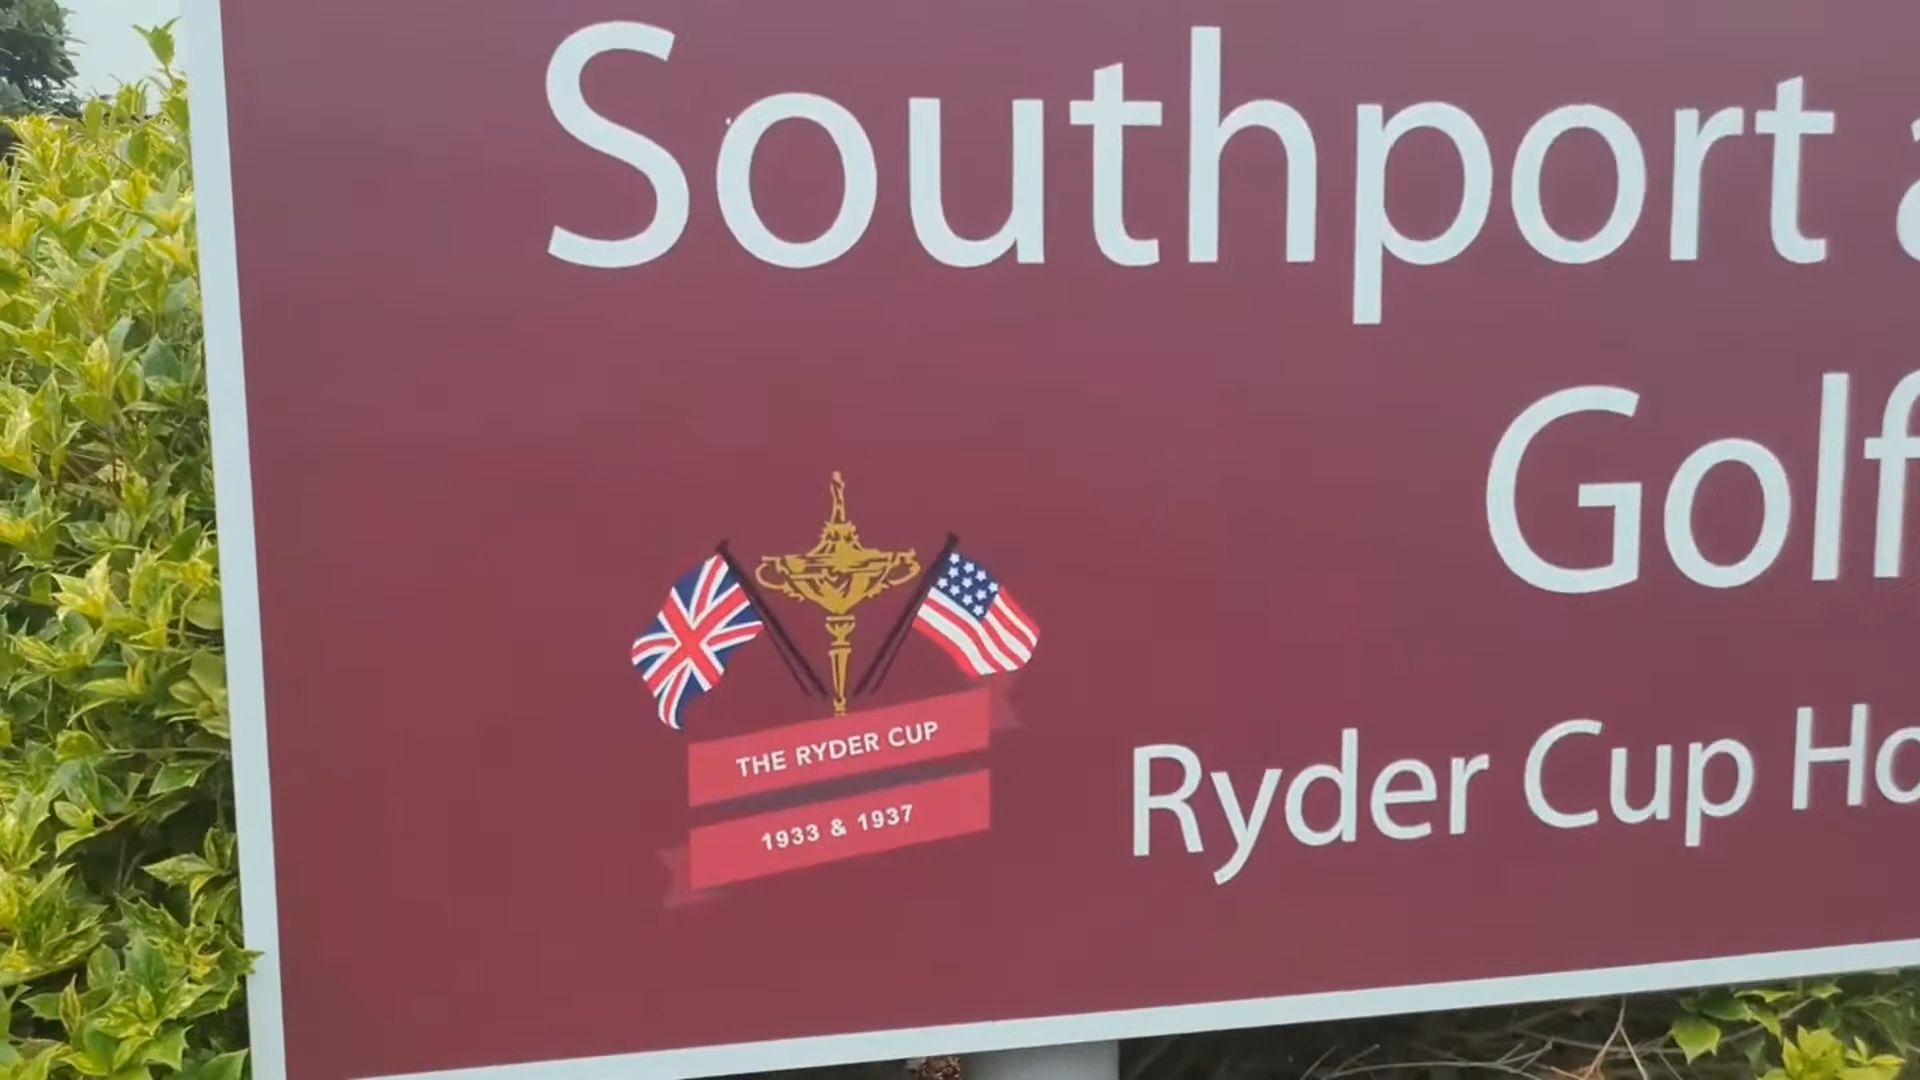 Southport
Golf
Ryder Cup
THE RYDER CUP
1933 & 1937